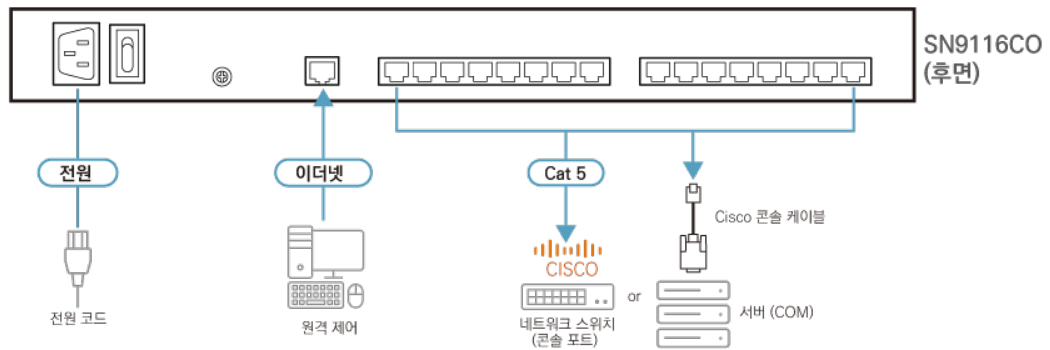 SN9116CO
(후면)
전원
이더넷
Cat 5
Cisco 콘솔 케이블
CISCO
or
전원 코드
원격 제어
네트워크 스위치
(콘솔 포트)
서버 (COM)